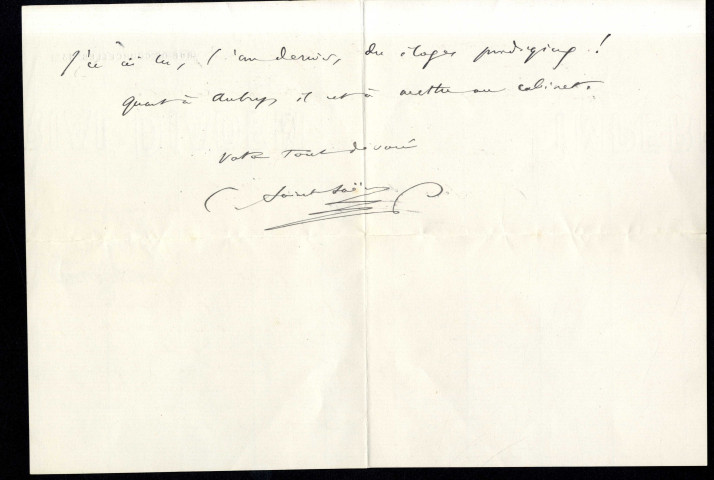 J'en ai lu, l'an dernier, des éloges prodigieux !
quant à Aubry, il est à mettre au cabinet.
Votre tout dévoué
C. Saint-Saëns